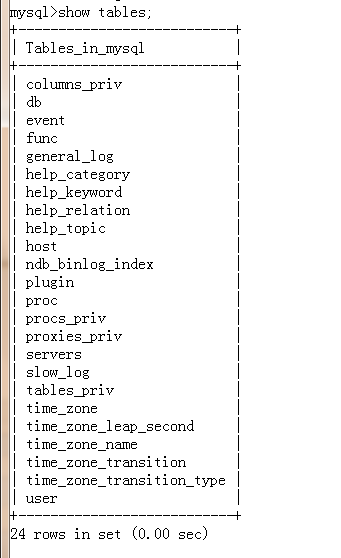 mysql>show tables;
+---------------------------+
| Tables_in_mysql           |
+---------------------------+
| columns_priv              |
| db                        |
| event                     |
| func                      |
| general_log               |
| help_category             |
| help_keyword              |
| help_relation             |
| help_topic                |
| host                      |
| ndb_binlog_index          |
| plugin                    |
| proc                      |
| procs_priv                |
| proxies_priv              |
| servers                   |
| slow_log                  |
| tables_priv               |
| time_zone                 |
| time_zone_leap_second     |
| time_zone_name            |
| time_zone_transition      |
| time_zone_transition_type |
| user                      |
+---------------------------+
24 rows in set (0.00 sec)